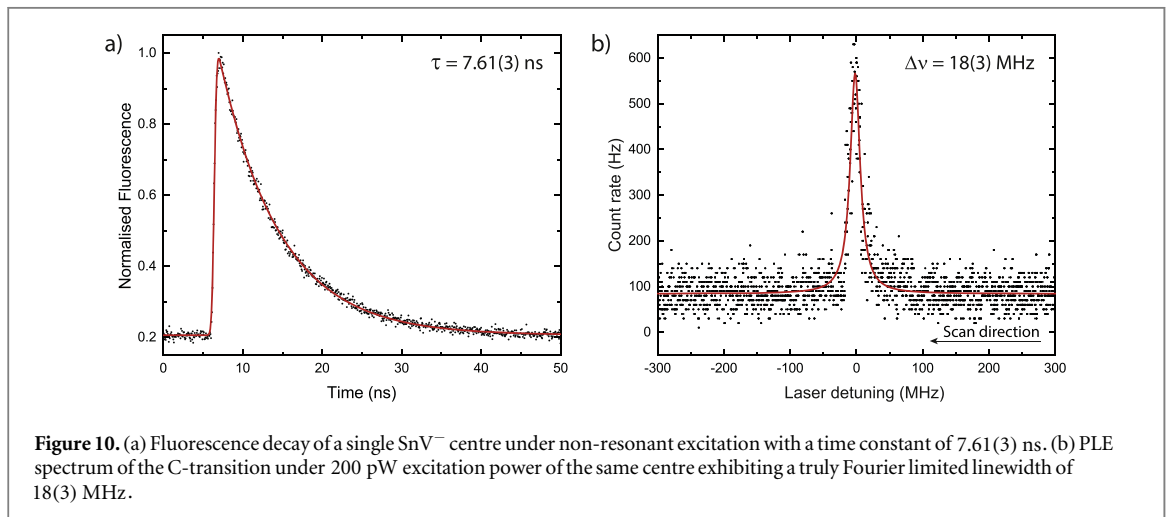 a)
τ = 7.61(3) ns
Normalised Fluorescence
1.0
0.8
0.6
0.4
0.2
0 10 20 30 40 50
Time (ns)
b)
Δν = 18(3) MHz
Count rate (Hz)
600
500
400
300
200
100
0
Scan direction
-300 -200 -100 0 100 200 300
Laser detuning (MHz)
Figure 10. (a) Fluorescence decay of a single SnV⁻ centre under non-resonant excitation with a time constant of 7.61(3) ns. (b) PLE
spectrum of the C-transition under 200 pW excitation power of the same centre exhibiting a truly Fourier limited linewidth of
18(3) MHz.